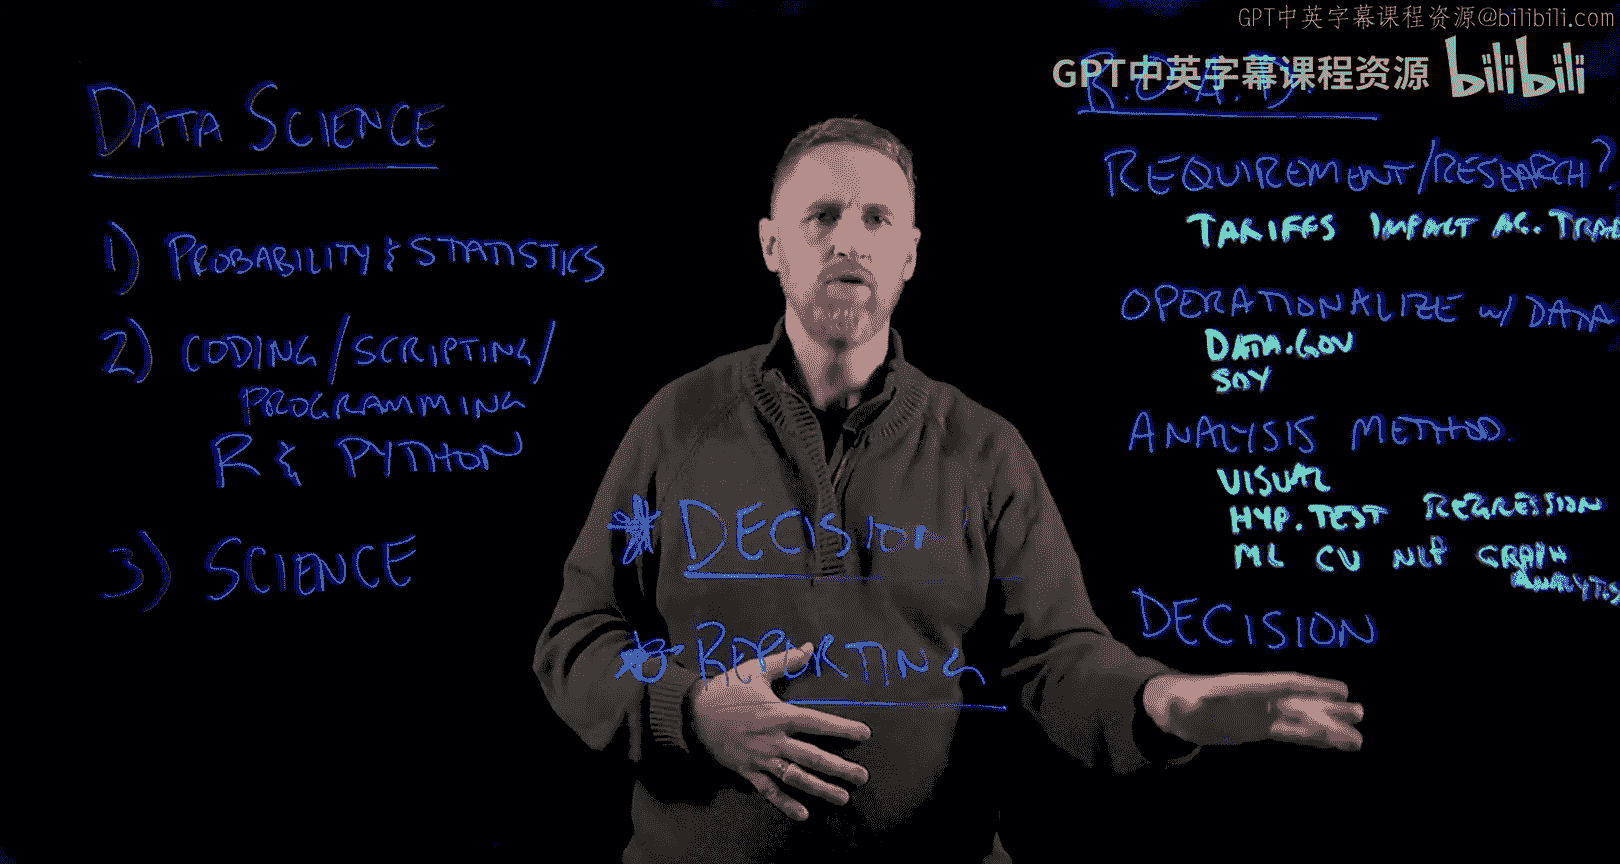 GPT中英字幕课程资源@bilibili.com
GPT中英字幕课程资源 bilibili
DATA SCIENCE
1) PROBABILITY & STATISTICS
2) CODING/SCRIPTING/
PROGRAMMING
R & PYTHON
3) SCIENCE
* DECISION
* REPORTING
R.O.A.D.
REQUIREMENT/RESEARCH?
TARIFFS IMPACT AG. TRAD
OPERATIONALIZE W/ DATA
DATA.GOV
SOY
ANALYSIS METHOD.
VISUAL
HYP. TEST REGRESSION
ML CV NLP GRAPH
ANALYTICS
DECISION